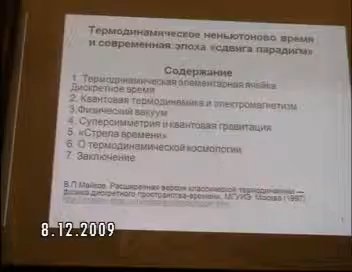 Термодинамическое неньютоново время
и современная эпоха «сдвига парадигм»
Содержание
1. Термодинамическая элементарная ячейка
Дискретное время
2. Квантовая термодинамика и электромагнетизм
3.Физический вакуум
4. Суперсимметрия и квантовая гравитация
5. «Стрела времени»
6. О термодинамической космологии
7. Заключение
В.П.Майков. Расширенная версия классической термодинамики —
физика дискретного пространства-времени. МГУИЭ. Москва (1997)
8.12.2009